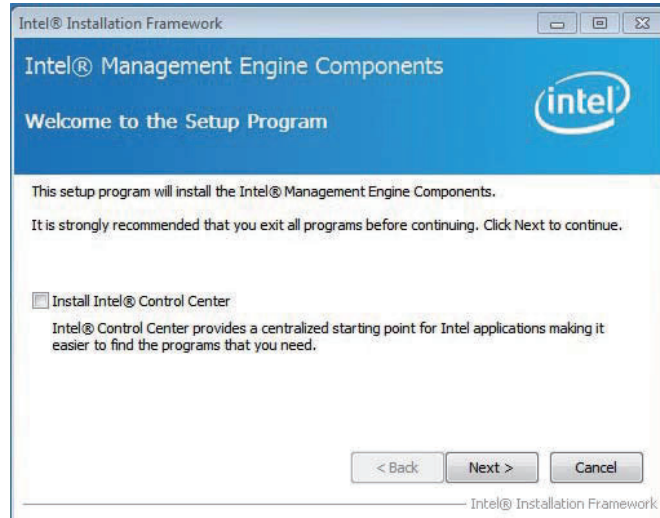 Intel® Installation Framework
Intel® Management Engine Components
Welcome to the Setup Program
intel
This setup program will install the Intel® Management Engine Components.
It is strongly recommended that you exit all programs before continuing. Click Next to continue.
Install Intel® Control Center
Intel® Control Center provides a centralized starting point for Intel applications making it
easier to find the programs that you need.
< Back Next > Cancel
Intel® Installation Framework